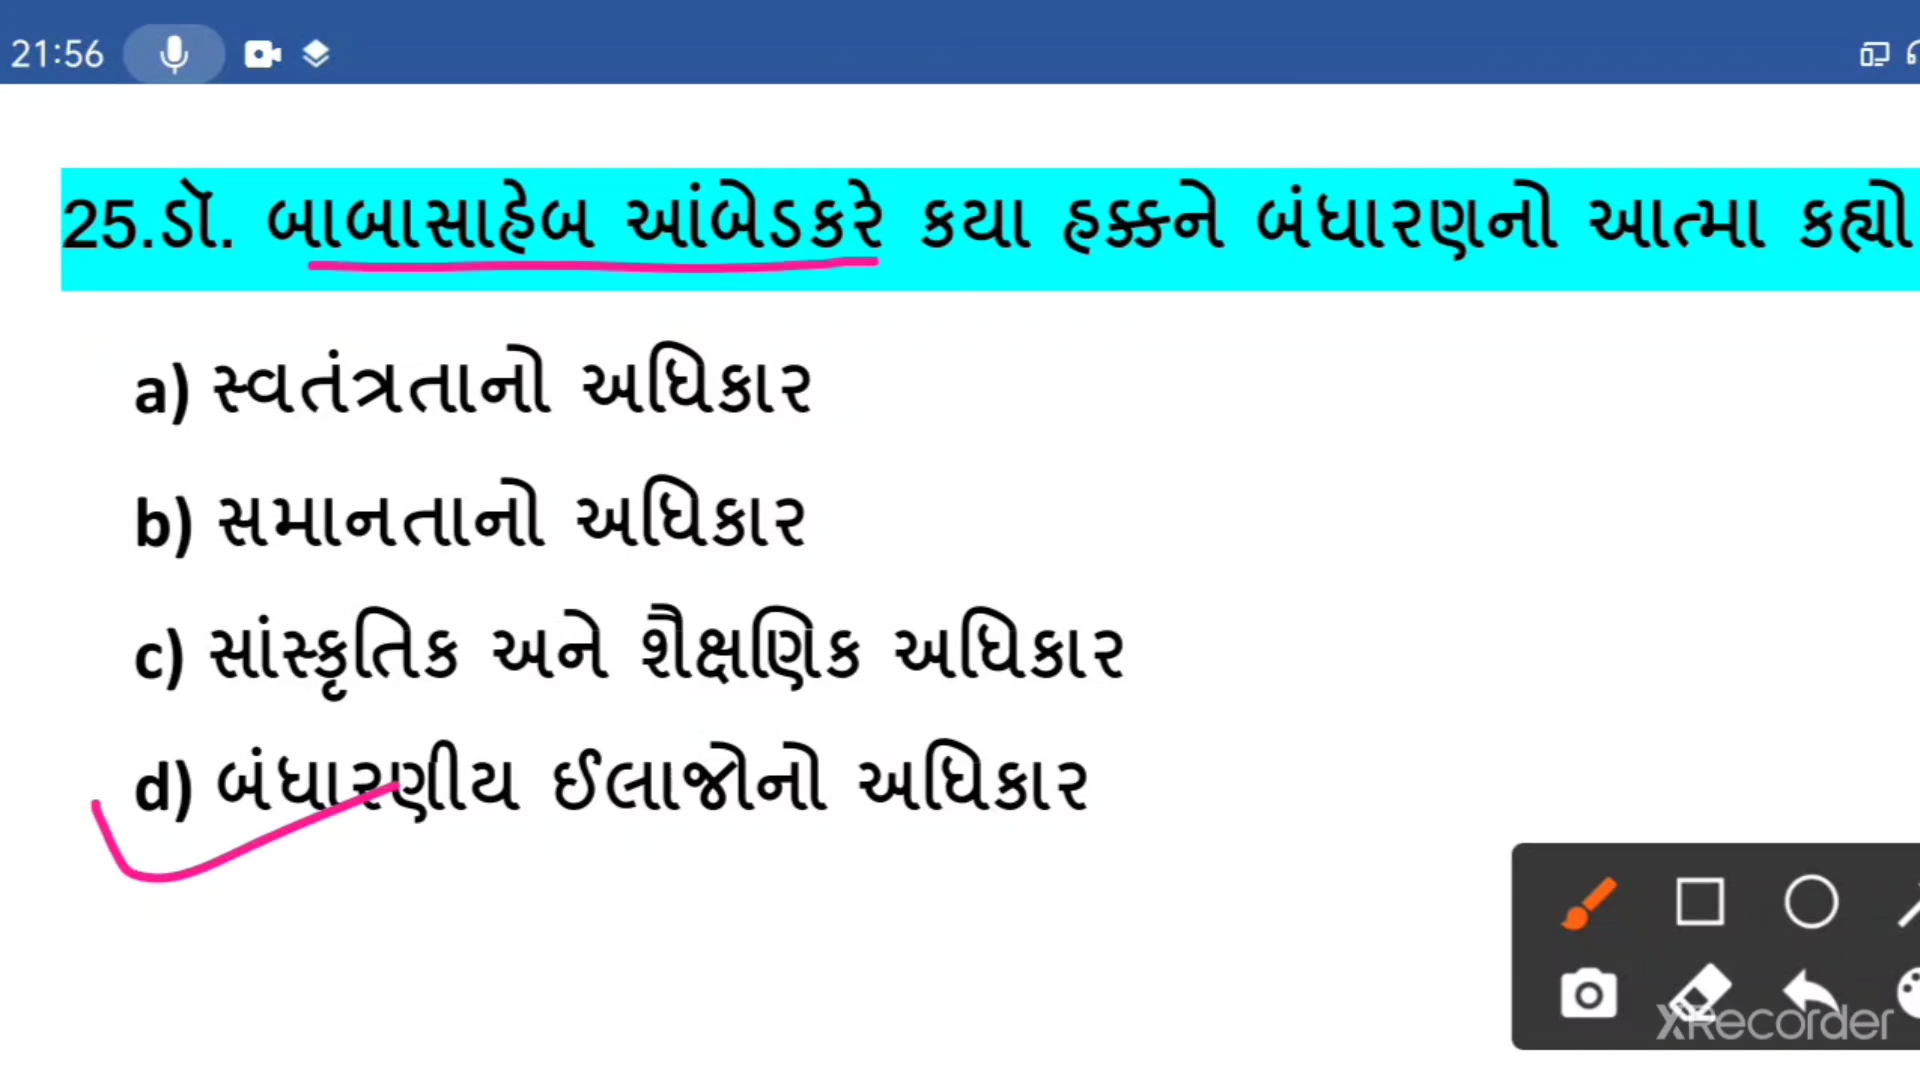 21:56
25.ડૉ. બાબાસાહેબ આંબેડકરે કયા હક્કને બંધારણનો આત્મા કહ્યો
a) સ્વતંત્રતાનો અધિકાર
b) સમાનતાનો અધિકાર
c) સાંસ્કૃતિક અને શૈક્ષણિક અધિકાર
d) બંધારણીય ઈલાજોનો અધિકાર
XRecorder